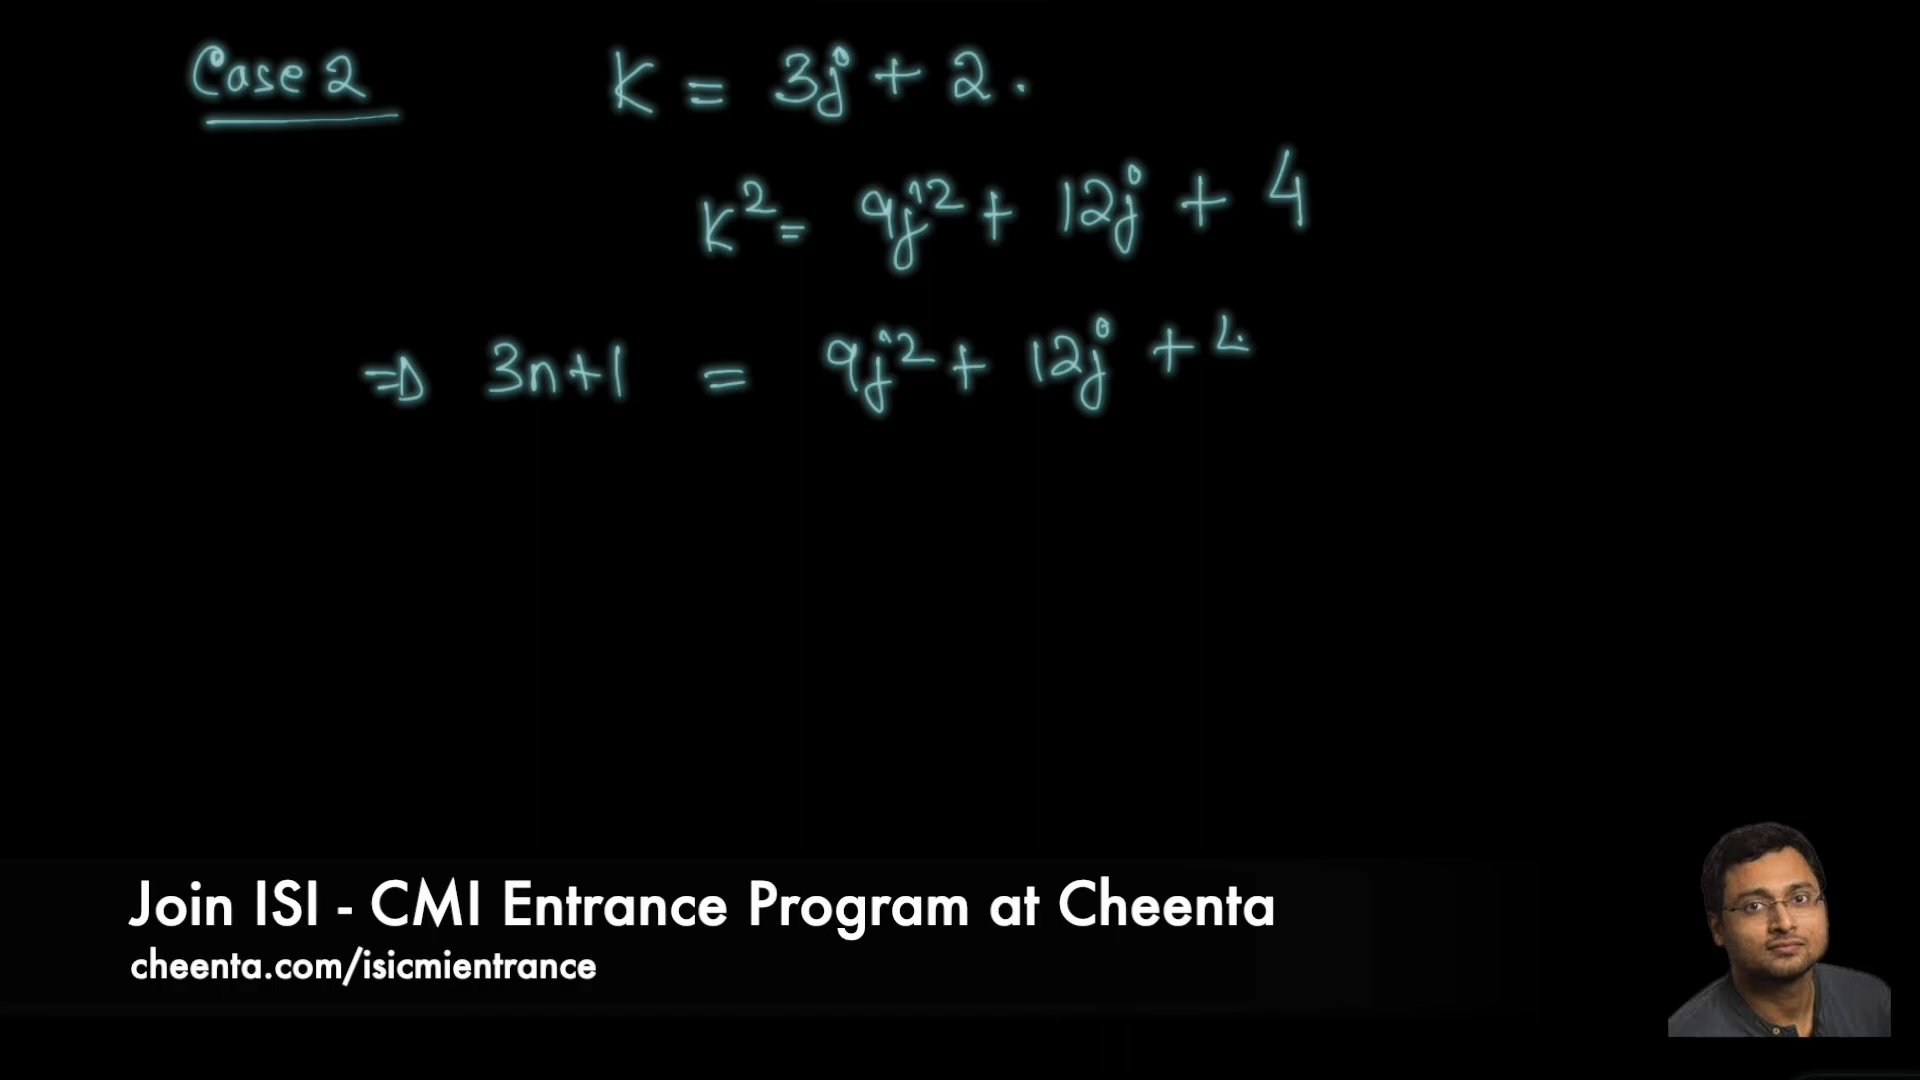 Case 2 K = 3j + 2.
K² = 9j² + 12j + 4
⇒ 3n+1 = 9j² + 12j + 4
Join ISI - CMI Entrance Program at Cheenta
cheenta.com/isicmientrance